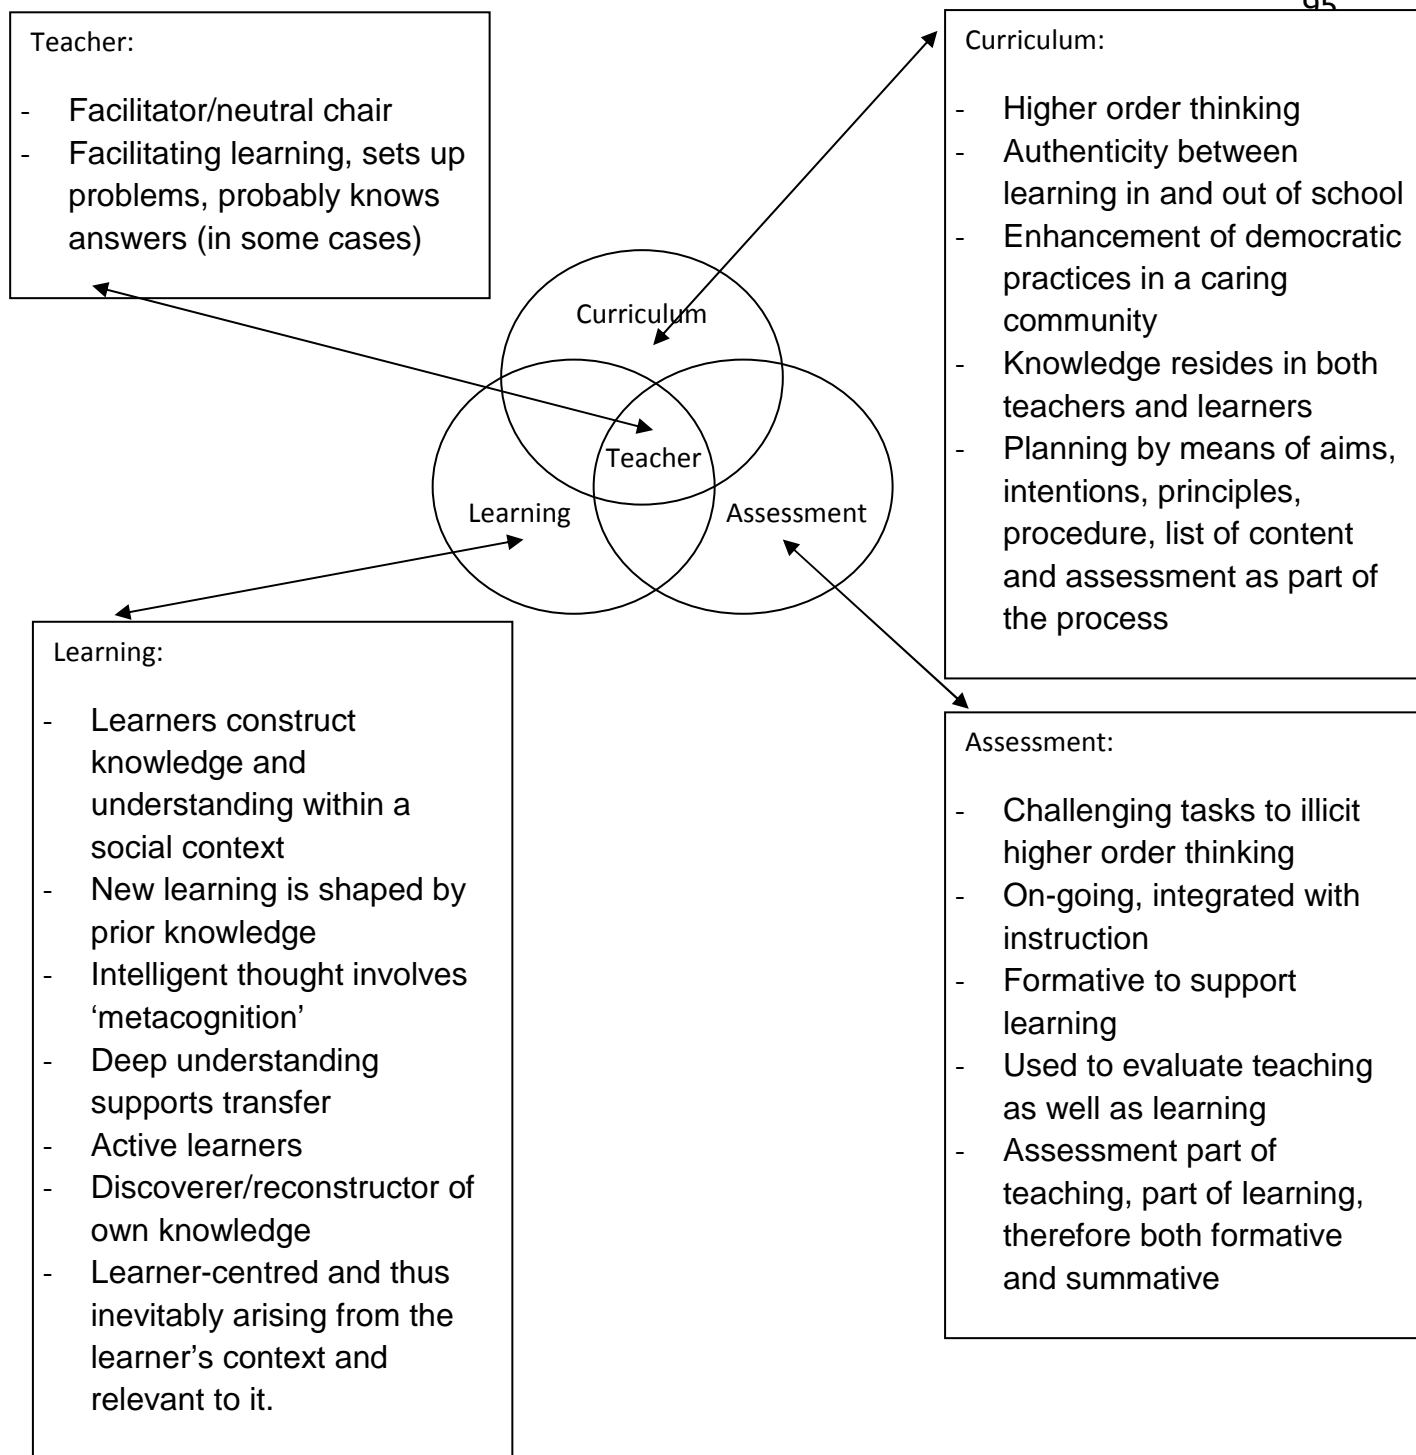 95
Teacher:
- Facilitator/neutral chair
- Facilitating learning, sets up
problems, probably knows
answers (in some cases)
Curriculum:
- Higher order thinking
- Authenticity between
learning in and out of school
- Enhancement of democratic
practices in a caring
community
- Knowledge resides in both
teachers and learners
- Planning by means of aims,
intentions, principles,
procedure, list of content
and assessment as part of
the process
Curriculum
Teacher
Learning
Assessment
Learning:
- Learners construct
knowledge and
understanding within a
social context
- New learning is shaped by
prior knowledge
- Intelligent thought involves
‘metacognition’
- Deep understanding
supports transfer
- Active learners
- Discoverer/reconstructor of
own knowledge
- Learner-centred and thus
inevitably arising from the
learner’s context and
relevant to it.
Assessment:
- Challenging tasks to illicit
higher order thinking
- On-going, integrated with
instruction
- Formative to support
learning
- Used to evaluate teaching
as well as learning
- Assessment part of
teaching, part of learning,
therefore both formative
and summative